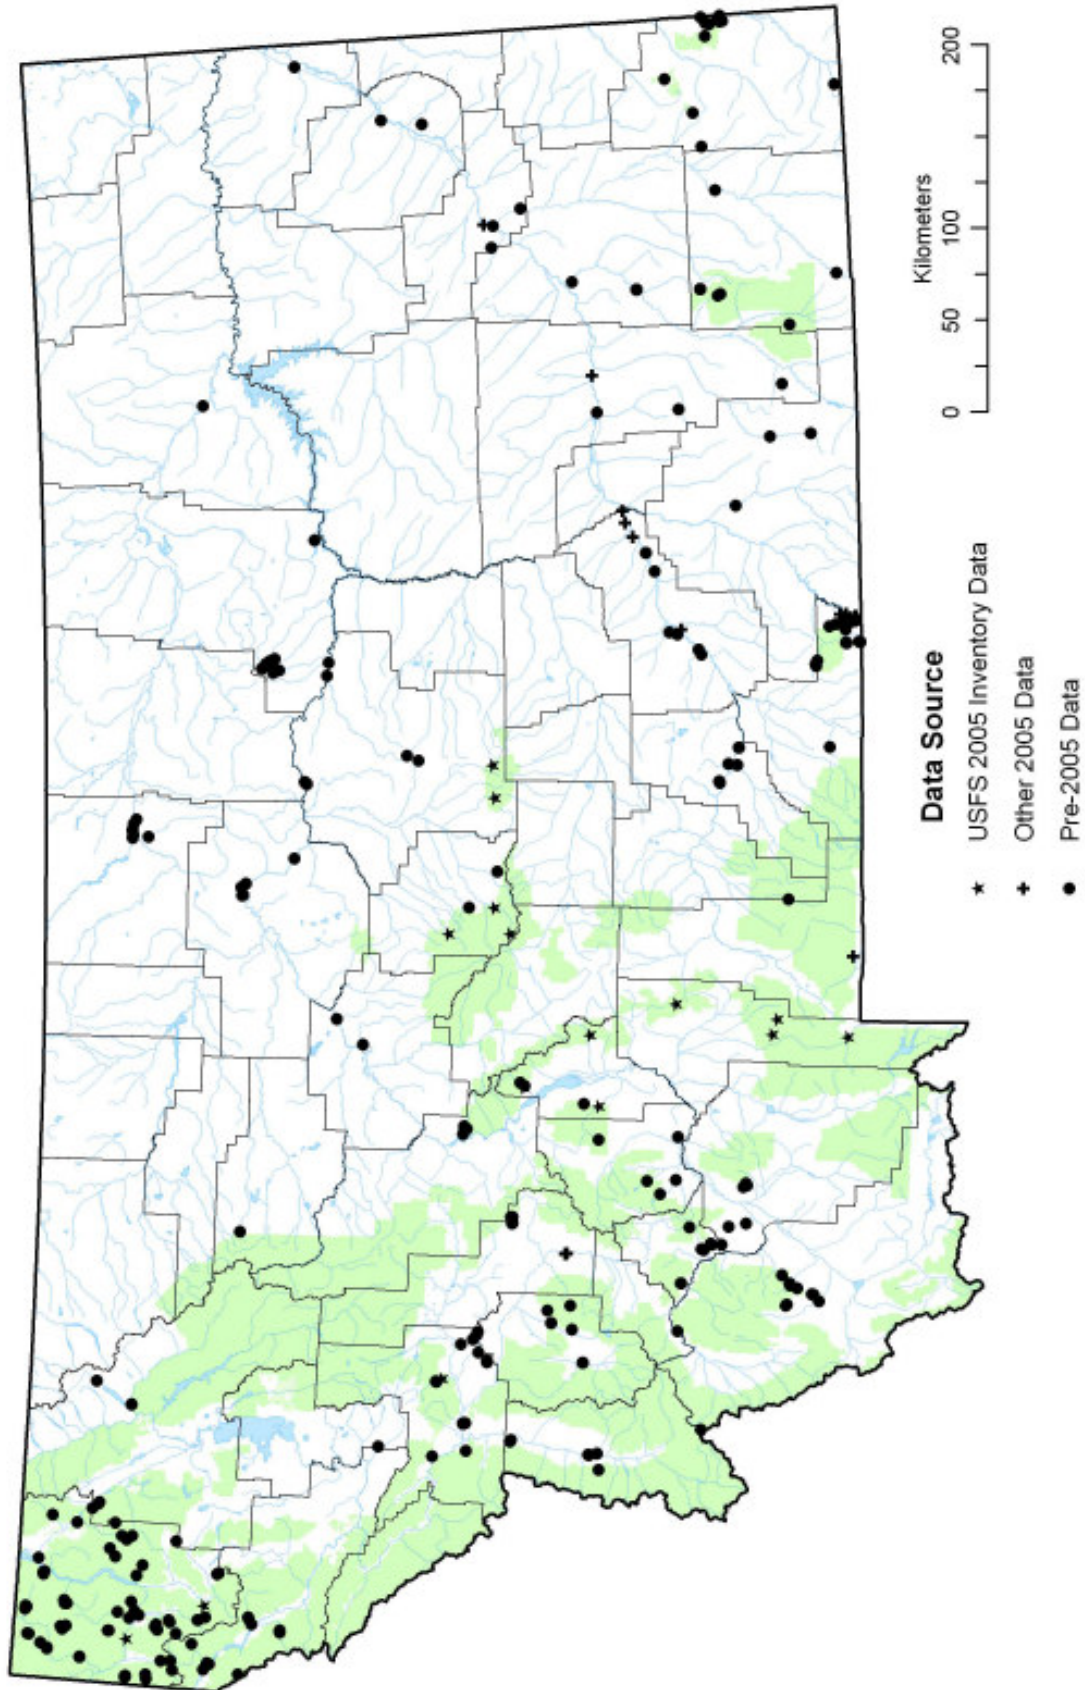 Data Source
USFS 2005 Inventory Data
Other 2005 Data
Pre-2005 Data
0 50 100 200
Kilometers